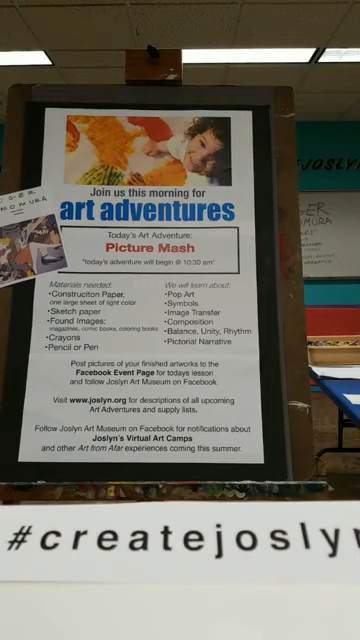 Join us this morning for
art adventures
Today's Art Adventure:
Picture Mash
"today's adventure will begin @ 10:30 am"
GER
MOMURA
Materials needed:
•Construciton Paper,
one large sheet of light color
•Sketch paper
•Found Images:
magazines, comic books, coloring books
•Crayons
•Pencil or Pen
We will learn about:
•Pop Art
•Symbols
•Image Transfer
•Composition
•Balance, Unity, Rhythm
•Pictorial Narrative
Post pictures of your finished artworks to the
Facebook Event Page for todays lesson
and follow Joslyn Art Museum on Facebook.
Visit www.joslyn.org for descriptions of all upcoming
Art Adventures and supply lists.
Follow Joslyn Art Museum on Facebook for notifications about
Joslyn's Virtual Art Camps
and other Art from Afar experiences coming this summer.
JOSLY
#createjoslyn